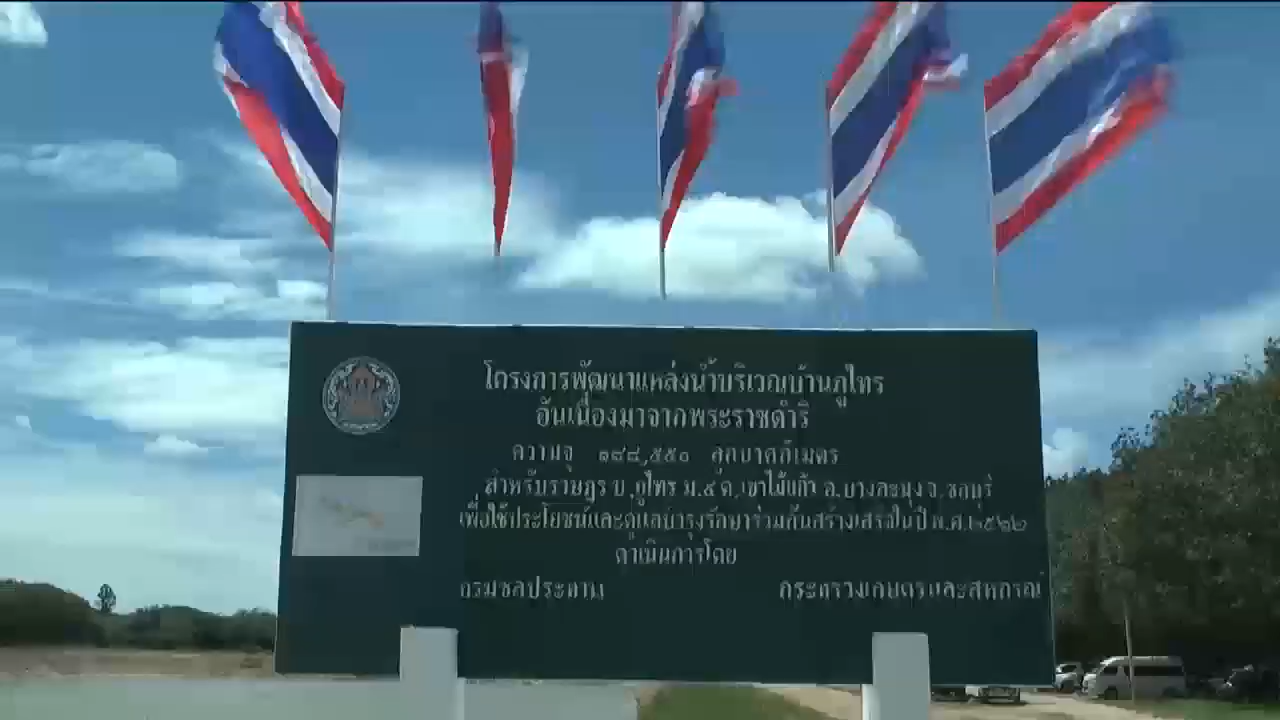 โครงการพัฒนาแหล่งน้ำบริเวณบ้านภูไทร
อันเนื่องมาจากพระราชดำริ
ความจุ ๑๘๘,๕๕๐ ลูกบาศก์เมตร
สำหรับราษฎร บ.ภูไทร ม.๔ ต.เขาไม้แก้ว อ.บางละมุง จ.ชลบุรี
เพื่อใช้ประโยชน์และดูแลบำรุงรักษาร่วมกันสร้างเสร็จในปี พ.ศ.๒๕๒๒
ดำเนินการโดย
กรมชลประทาน กระทรวงเกษตรและสหกรณ์